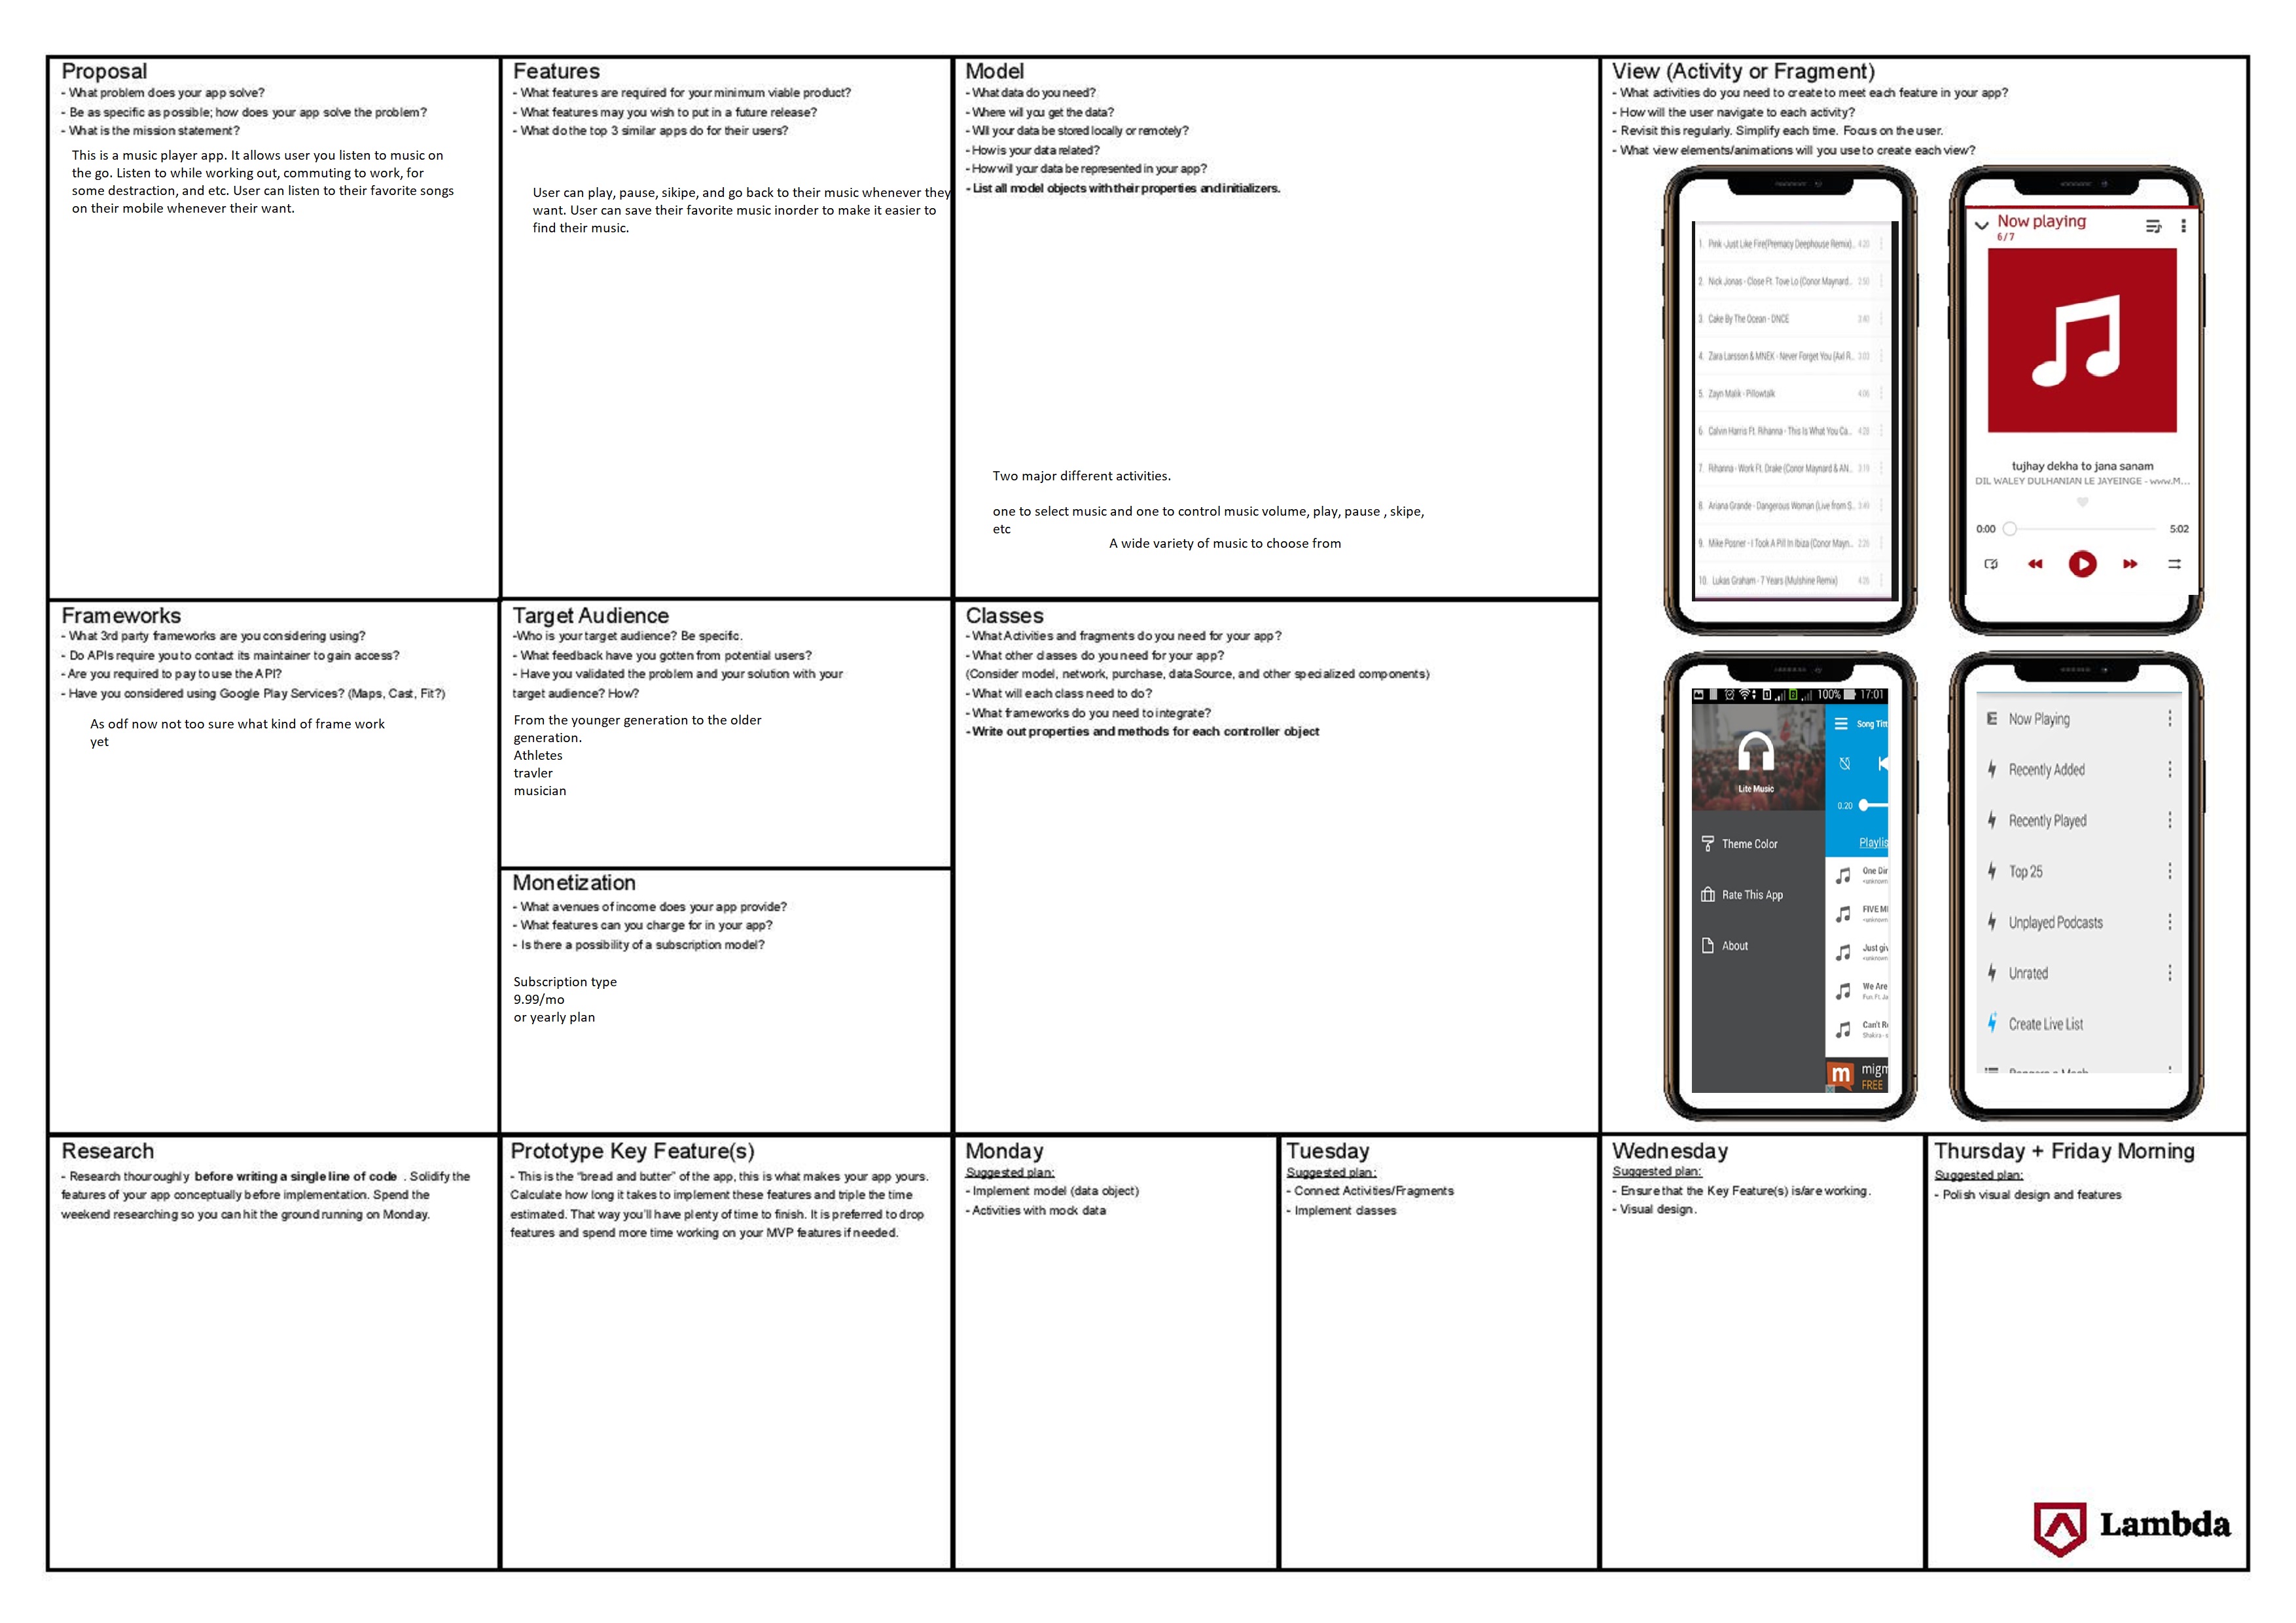 Proposal
- What problem does your app solve?
- Be as specific as possible; how does your app solve the problem?
- What is the mission statement?
This is a music player app. It allows user you listen to music on
the go. Listen to while working out, commuting to work, for
some destraction, and etc. User can listen to their favorite songs
on their mobile whenever their want.
Features
- What features are required for your minimum viable product?
- What features may you wish to put in a future release?
- What do the top 3 similar apps do for their users?
User can play, pause, sikipe, and go back to their music whenever they
want. User can save their favorite music inorder to make it easier to
find their music.
Model
- What data do you need?
- Where will you get the data?
- Will your data be stored locally or remotely?
- How is your data related?
- How will your data be represented in your app?
- List all model objects with their properties and initializers.
Two major different activities.
one to select music and one to control music volume, play, pause , skipe,
etc
A wide variety of music to choose from
View (Activity or Fragment)
- What activities do you need to create to meet each feature in your app?
- How will the user navigate to each activity?
- Revisit this regularly. Simplify each time. Focus on the user.
- What view elements/animations will you use to create each view?
1. Pink -Just Like Fire(Premacy Deephouse Remix).. 4:20
2. Nick Jonas - Close Ft. Tove Lo (Conor Maynard.. 2:50
3. Cake By The Ocean - DNCE 3:40
4. Zara Larsson & MNEK - Never Forget You (Axl R.. 3:03
5. Zayn Malik - Pillowtalk 4:06
6. Calvin Harris Ft. Rihanna - This Is What You Ca.. 4:28
7. Rihanna - Work Ft. Drake (Conor Maynard & AN.. 3:19
8. Ariana Grande - Dangerous Woman (Live from S.. 3:49
9. Mike Posner - I Took A Pill In Ibiza (Conor Mayn.. 2:26
10. Lukas Graham - 7 Years (Mulshine Remix) 4:35
Now playing
6/7
tujhay dekha to jana sanam
DIL WALEY DULHANIAN LE JAYEINGE - www.M...
0:00 5:02
100% 17:01
Lite Music
Theme Color
Rate This App
About
Song Titl
0:20
Playlis
One Dir
<unknown
FIVE MI
<unknown
Just giv
<unknown
We Are
Fun. Ft. Ja
Can't R
Shakira -
m migm
FREE
Now Playing
Recently Added
Recently Played
Top 25
Unplayed Podcasts
Unrated
Create Live List
Frameworks
- What 3rd party frameworks are you considering using?
- Do APIs require you to contact its maintainer to gain access?
- Are you required to pay to use the API?
- Have you considered using Google Play Services? (Maps, Cast, Fit?)
As odf now not too sure what kind of frame work
yet
Target Audience
-Who is your target audience? Be specific.
- What feedback have you gotten from potential users?
- Have you validated the problem and your solution with your
target audience? How?
From the younger generation to the older
generation.
Athletes
travler
musician
Monetization
- What avenues of income does your app provide?
- What features can you charge for in your app?
- Is there a possibility of a subscription model?
Subscription type
9.99/mo
or yearly plan
Classes
- What Activities and fragments do you need for your app?
- What other classes do you need for your app?
(Consider model, network, purchase, dataSource, and other specialized components)
- What will each class need to do?
- What frameworks do you need to integrate?
- Write out properties and methods for each controller object
Research
- Research thouroughly before writing a single line of code . Solidify the
features of your app conceptually before implementation. Spend the
weekend researching so you can hit the ground running on Monday.
Prototype Key Feature(s)
- This is the "bread and butter" of the app, this is what makes your app yours.
Calculate how long it takes to implement these features and triple the time
estimated. That way you'll have plenty of time to finish. It is preferred to drop
features and spend more time working on your MVP features if needed.
Monday
Suggested plan:
- Implement model (data object)
- Activities with mock data
Tuesday
Suggested plan:
- Connect Activities/Fragments
- Implement classes
Wednesday
Suggested plan:
- Ensure that the Key Feature(s) is/are working.
- Visual design.
Thursday + Friday Morning
Suggested plan:
- Polish visual design and features
Lambda